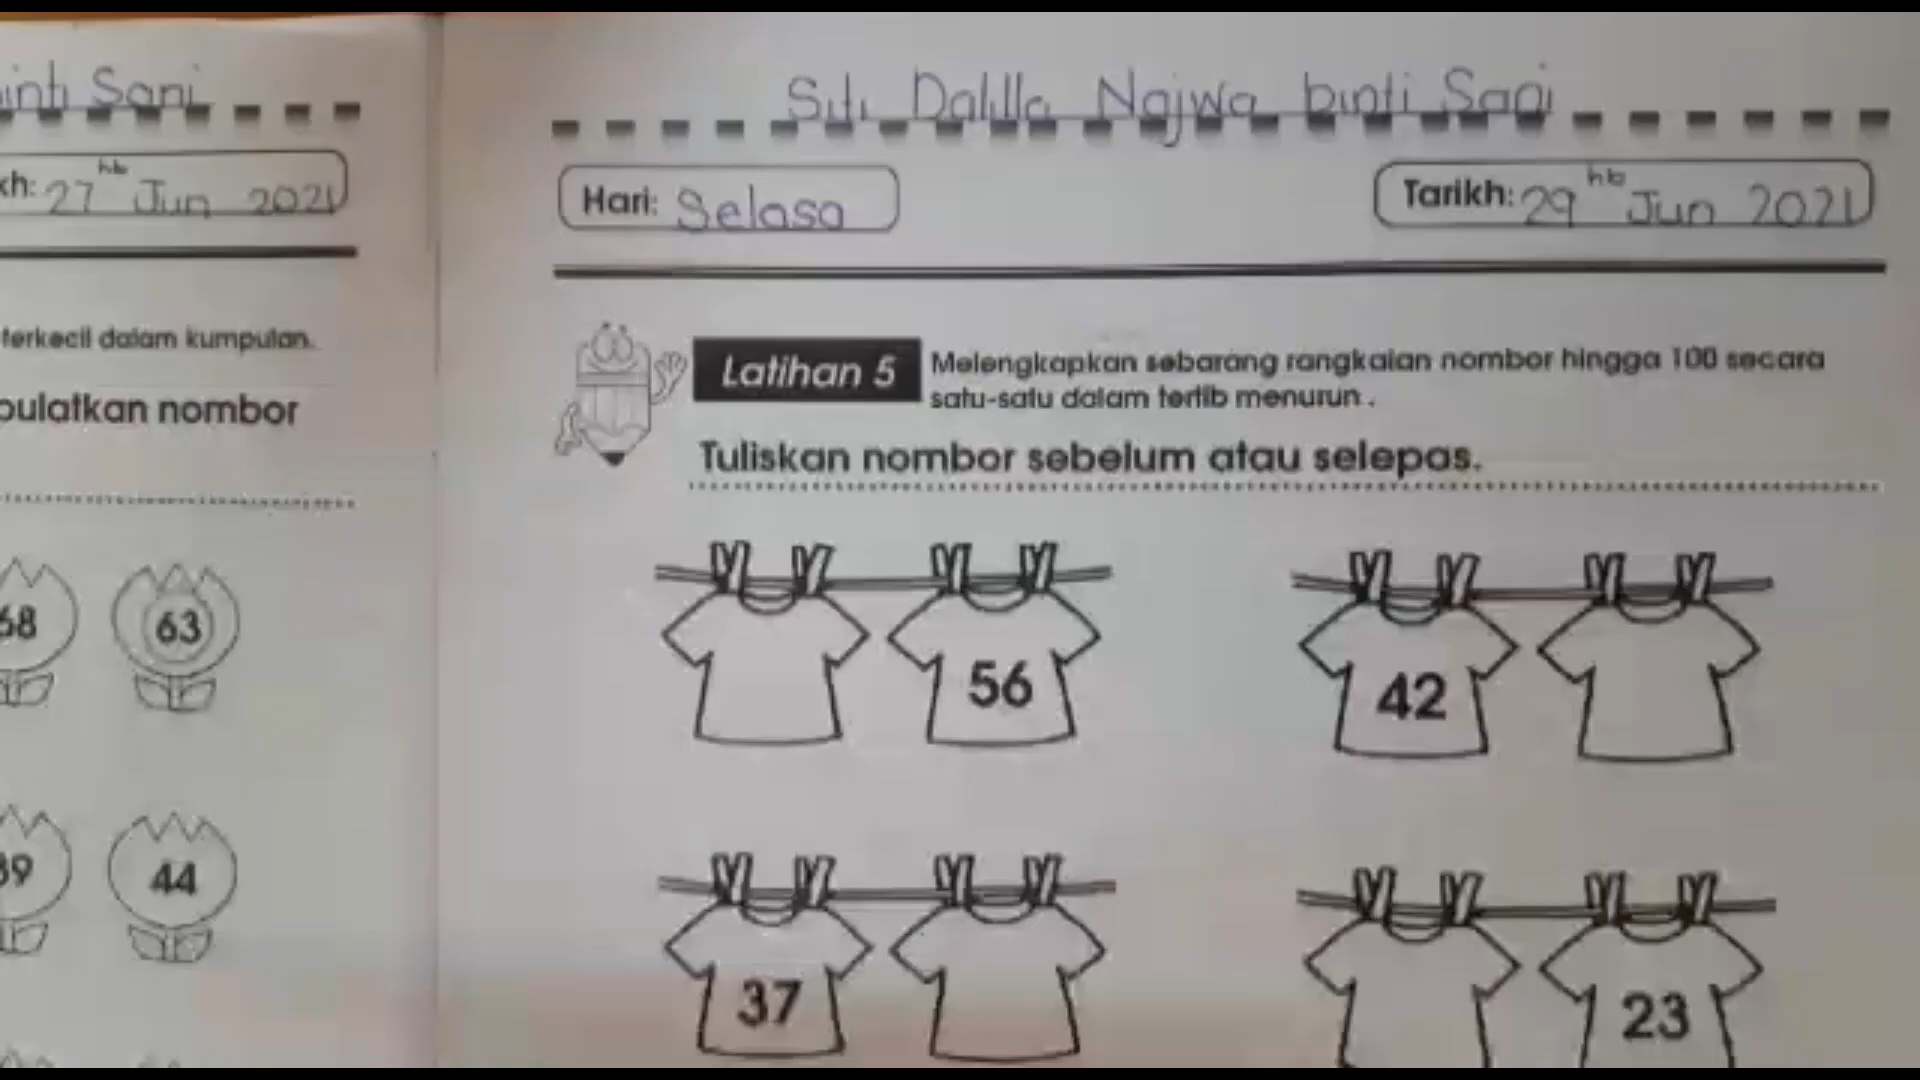 inti Sani
kh: 27 hb Jun 2021
terkecil dalam kumpulan.
bulatkan nombor
68 63
39 44
Siti Dalilla Najwa binti Sani
Hari: Selasa
Tarikh: 29 hb Jun 2021
Latihan 5
Melengkapkan sebarang rangkaian nombor hingga 100 secara
satu-satu dalam tertib menurun.
Tuliskan nombor sebelum atau selepas.
56 42
37 23